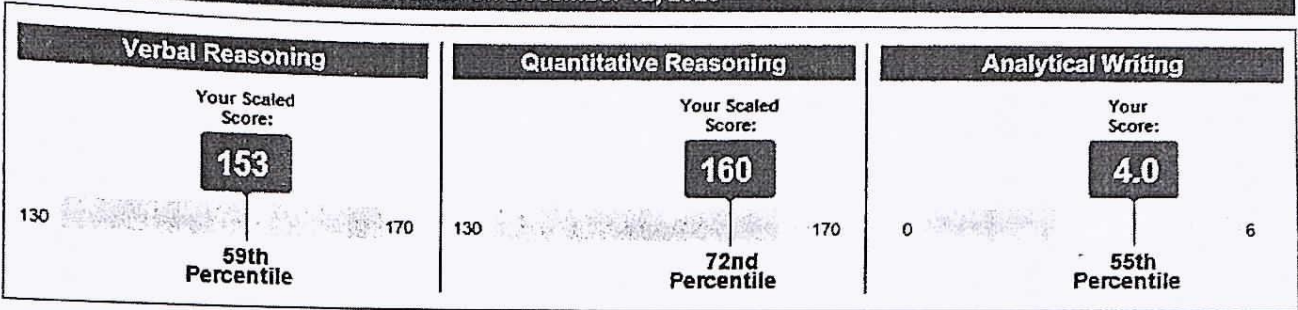 Verbal Reasoning
Your Scaled
Score:
153
130
170
59th
Percentile
Quantitative Reasoning
Your Scaled
Score:
160
130
170
72nd
Percentile
Analytical Writing
Your
Score:
4.0
0
6
55th
Percentile